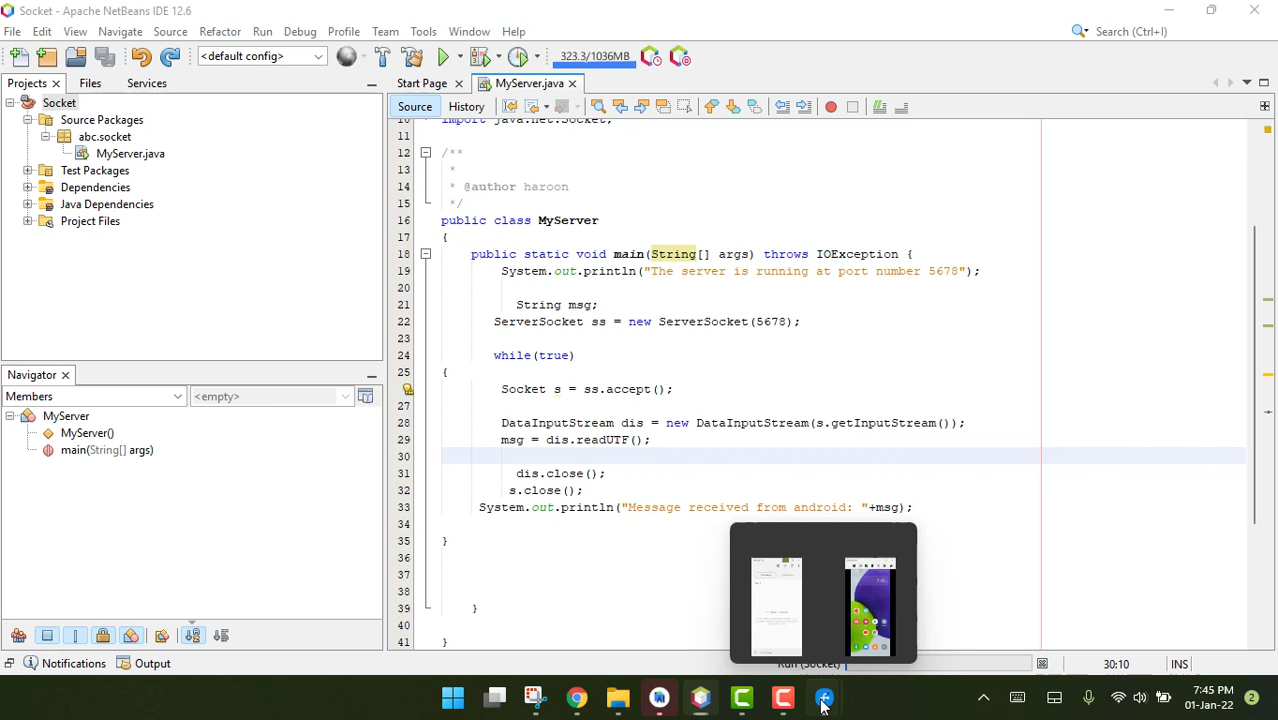 Socket - Apache NetBeans IDE 12.6
File Edit View Navigate Source Refactor Run Debug Profile Team Tools Window Help
Search (Ctrl+I)
<default config>
323.3/1036MB
Projects
Files
Services
Start Page
MyServer.java
Source
History
Socket
Source Packages
abc.socket
MyServer.java
Test Packages
Dependencies
Java Dependencies
Project Files
Navigator
Members
<empty>
MyServer
MyServer()
main(String[] args)
10 import java.net.Socket;
11
12 /**
13 *
14 * @author haroon
15 */
16 public class MyServer
17 {
18 public static void main(String[] args) throws IOException {
19 System.out.println("The server is running at port number 5678");
20
21 String msg;
22 ServerSocket ss = new ServerSocket(5678);
23
24 while(true)
25 {
Socket s = ss.accept();
27
28 DataInputStream dis = new DataInputStream(s.getInputStream());
29 msg = dis.readUTF();
30
31 dis.close();
32 s.close();
33 System.out.println("Message received from android: "+msg);
34
35 }
36
37
38
39 }
40
41 }
Notifications
Output
Run (Socket)
30:10
INS
7:45 PM
01-Jan-22
2